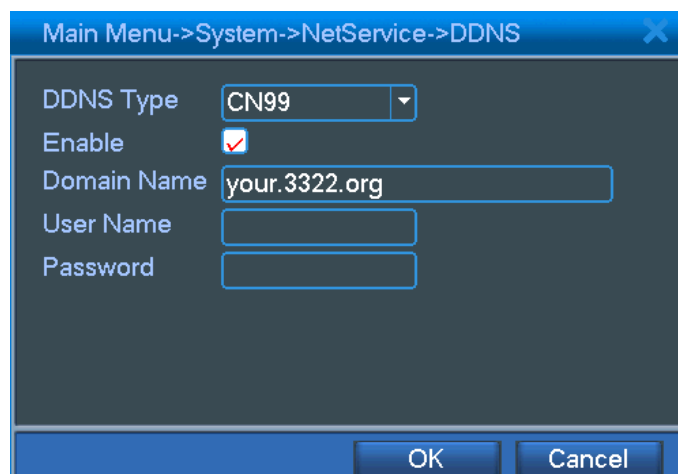 Main Menu->System->NetService->DDNS
DDNS Type CN99
Enable
Domain Name your.3322.org
User Name
Password
OK Cancel